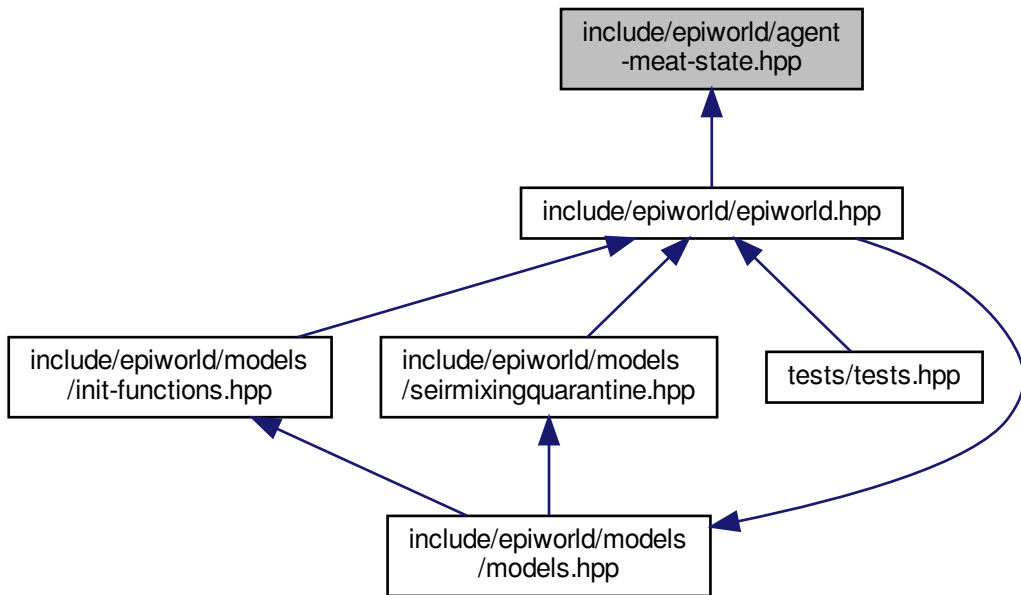 include/epiworld/agent
-meat-state.hpp
include/epiworld/epiworld.hpp
include/epiworld/models
/init-functions.hpp
include/epiworld/models
/seirmixingquarantine.hpp
tests/tests.hpp
include/epiworld/models
/models.hpp